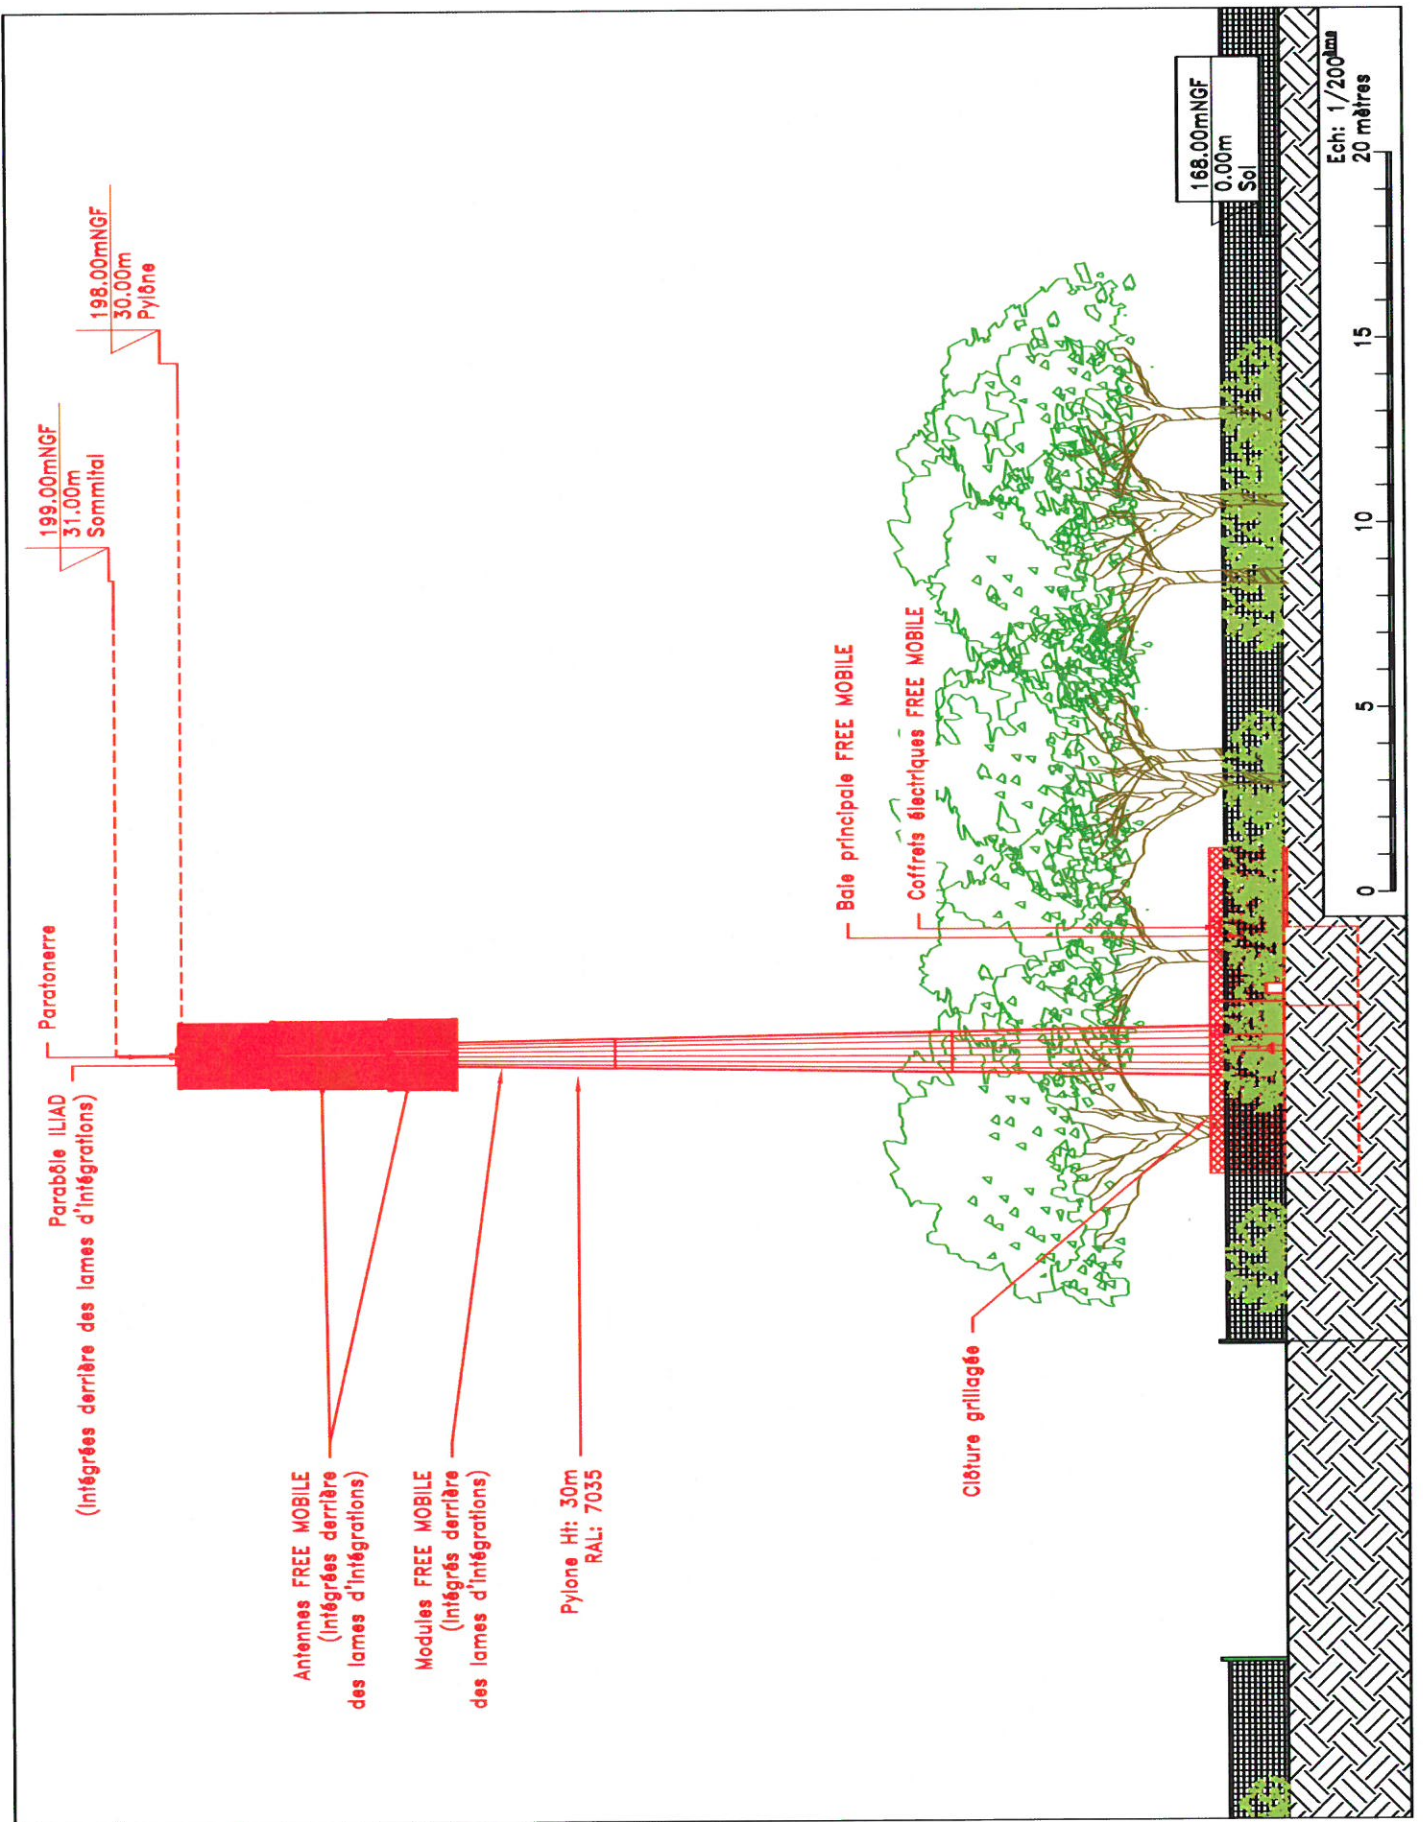 199.00mNGF
31.00m
Sommital
198.00mNGF
30.00m
Pylône
Paratonerre
Parabôle ILIAD
(Intégrées derrière des lames d'intégrations)
Antennes FREE MOBILE
(Intégrées derrière
des lames d'intégrations)
Modules FREE MOBILE
(Intégrés derrière
des lames d'intégrations)
Pylone Ht: 30m
RAL: 7035
Baie principale FREE MOBILE
Coffrets électriques FREE MOBILE
Clôture grillagée
168.00mNGF
0.00m
Sol
Ech: 1/200ème
20 mètres
0
5
10
15